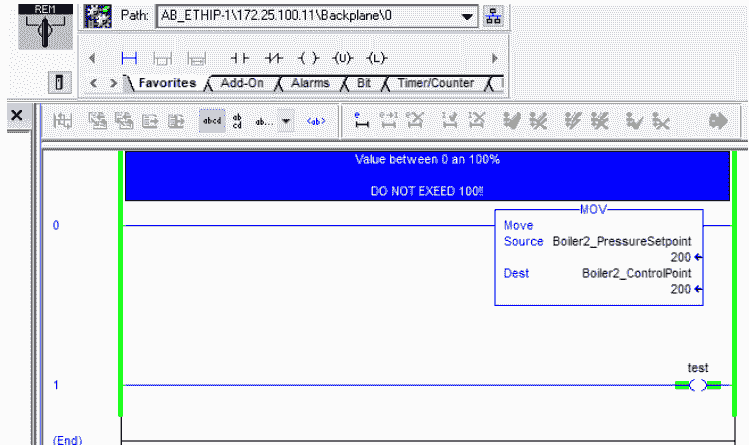 REM
Path: AB_ETHIP-1\172.25.100.11\Backplane\0
Favorites Add-On Alarms Bit Timer/Counter
abcd ab cd ab... <ab>
Value between 0 an 100%
DO NOT EXEED 100!!
MOV
0
Move
Source Boiler2_PressureSetpoint
200
Dest Boiler2_ControlPoint
200
test
1
(End)